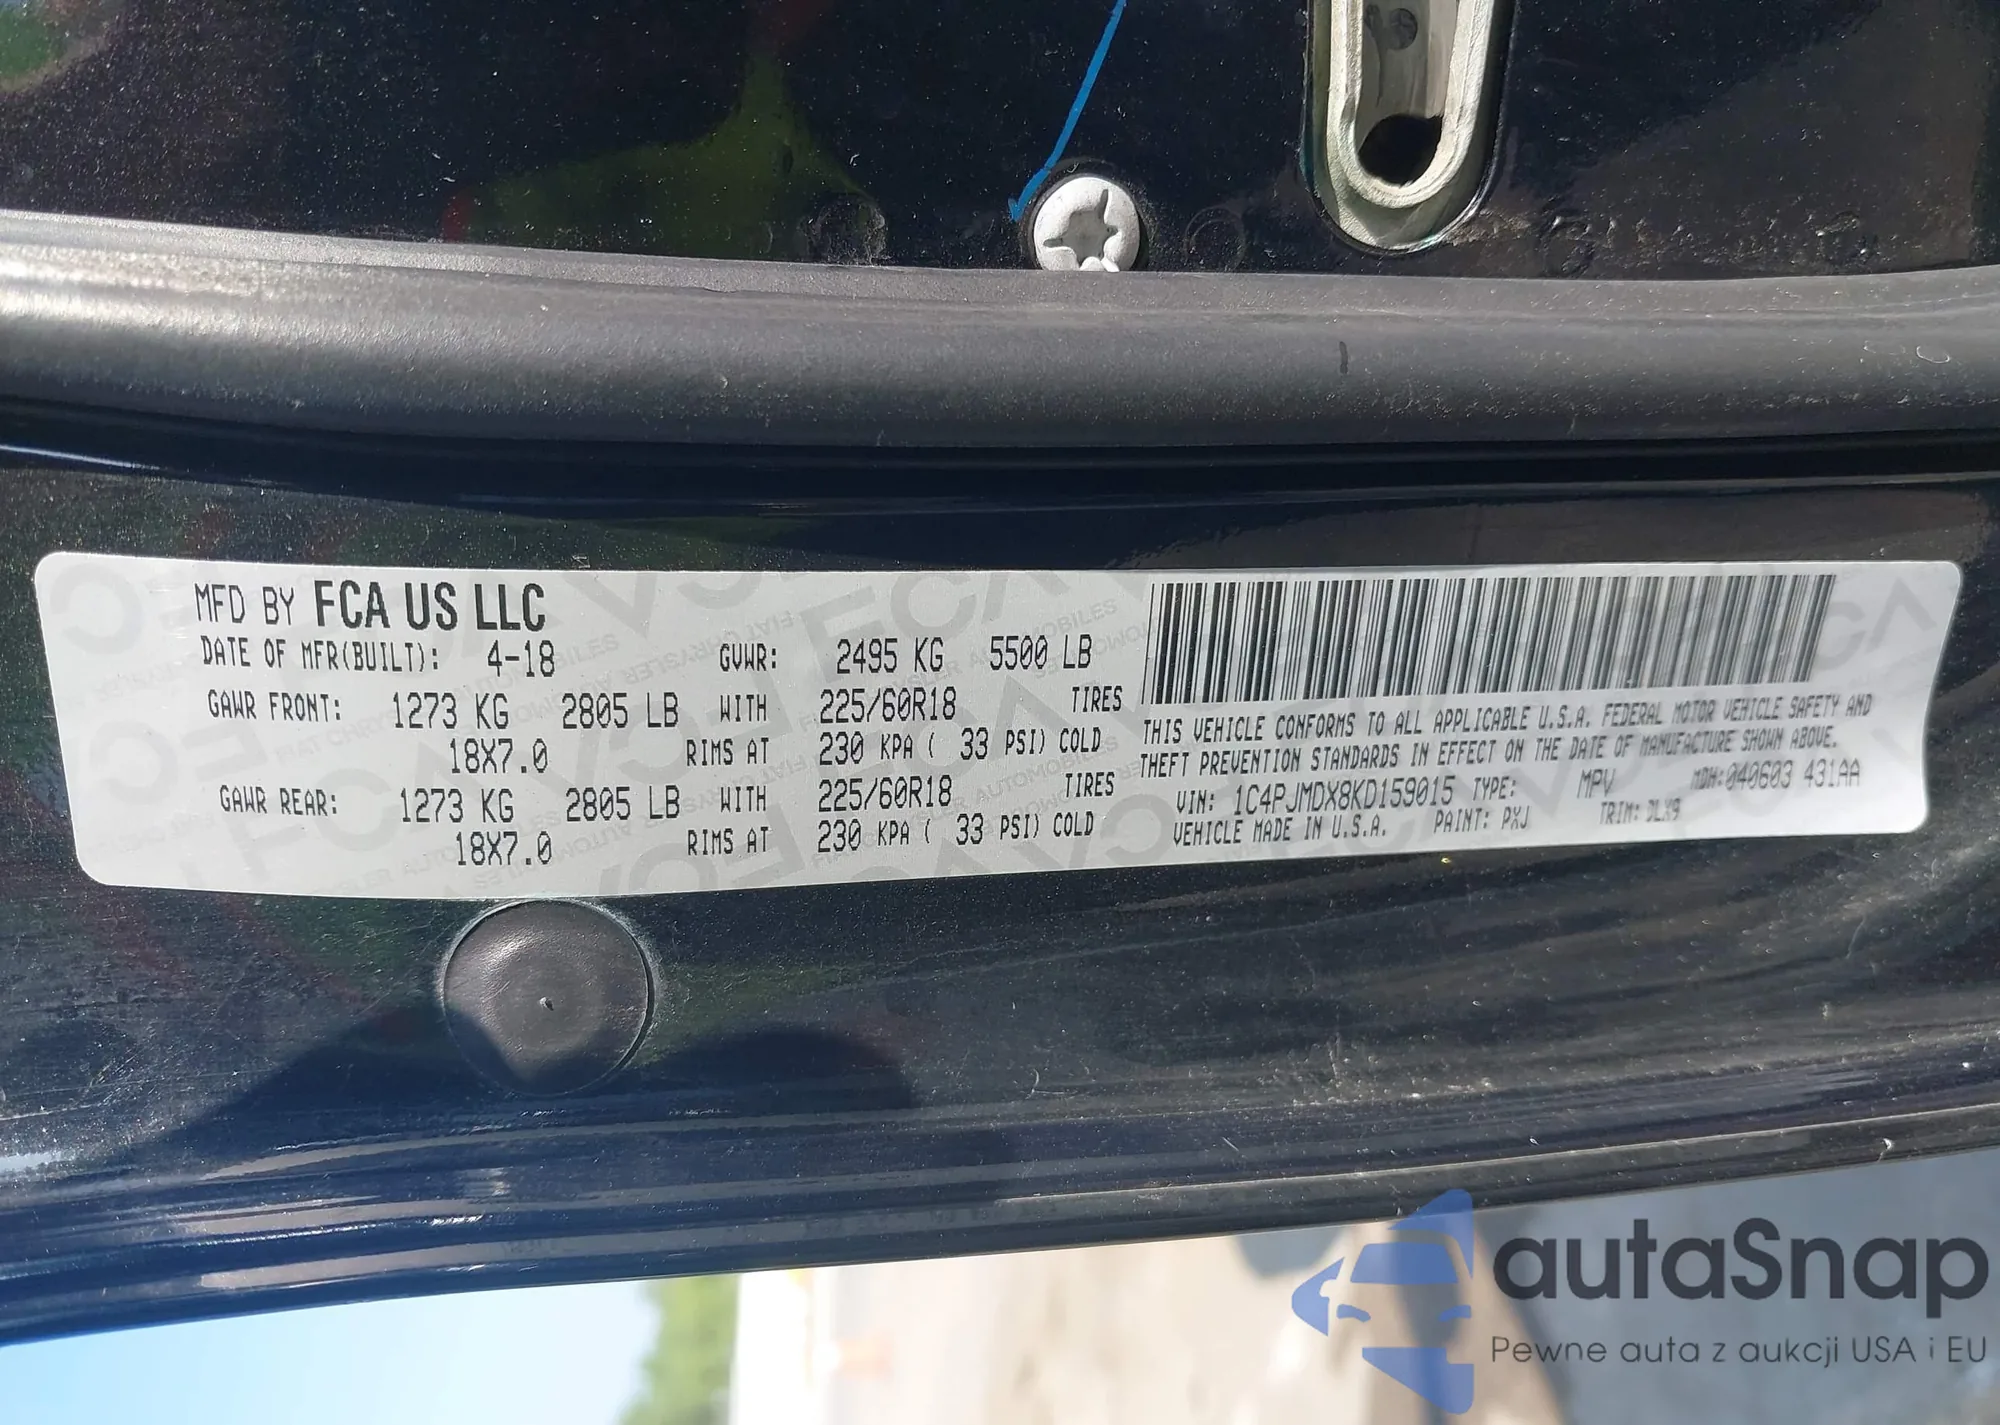 MFD BY FCA US LLC
DATE OF MFR(BUILT): 4-18 GVWR: 2495 KG 5500 LB
GAWR FRONT: 1273 KG 2805 LB WITH 225/60R18 TIRES
18X7.0 RIMS AT 230 KPA ( 33 PSI) COLD
GAWR REAR: 1273 KG 2805 LB WITH 225/60R18 TIRES
18X7.0 RIMS AT 230 KPA ( 33 PSI) COLD
THIS VEHICLE CONFORMS TO ALL APPLICABLE U.S.A. FEDERAL MOTOR VEHICLE SAFETY AND
THEFT PREVENTION STANDARDS IN EFFECT ON THE DATE OF MANUFACTURE SHOWN ABOVE.
VIN: 1C4PJMDX8KD159015 TYPE: MPV MDH: 040603 431AA
VEHICLE MADE IN U.S.A. PAINT: PXJ TRIM: DLX9
autaSnap
Pewne auta z aukcji USA i EU